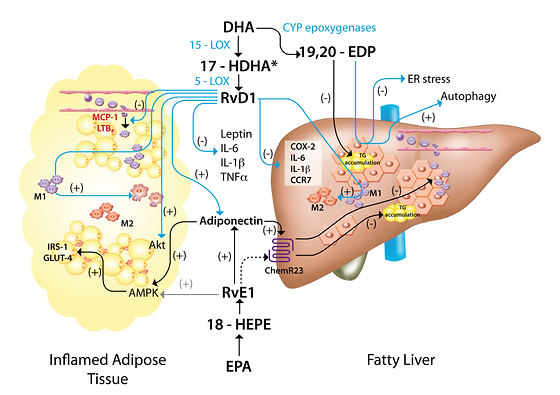 DHA
CYP epoxygenases
15 - LOX
19,20 - EDP
17 - HDHA*
5 - LOX
RvD1
(-)
ER stress
(-)
Autophagy
(+)
(-)
MCP-1
LTB₄
(-)
Leptin
IL-6
IL-1β
TNFα
(-)
COX-2
IL-6
IL-1β
CCR7
TG
accumulation
M1
(+)
(+)
M2
(+)
M1
(-)
M2
(+)
Adiponectin
(+)
(-)
TG
accumulation
IRS-1
GLUT-4
Akt
(+)
(+)
(+)
ChemR23
AMPK
(+)
RvE1
18 - HEPE
EPA
Inflamed Adipose
Tissue
Fatty Liver